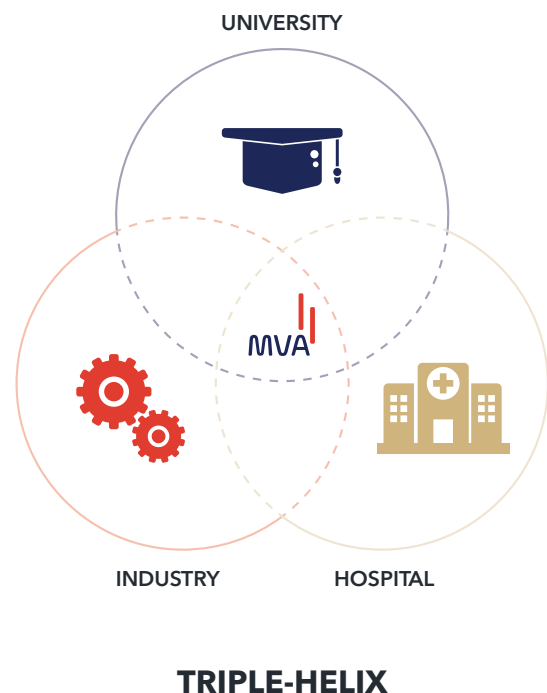 UNIVERSITY
MVA
INDUSTRY
HOSPITAL
TRIPLE-HELIX